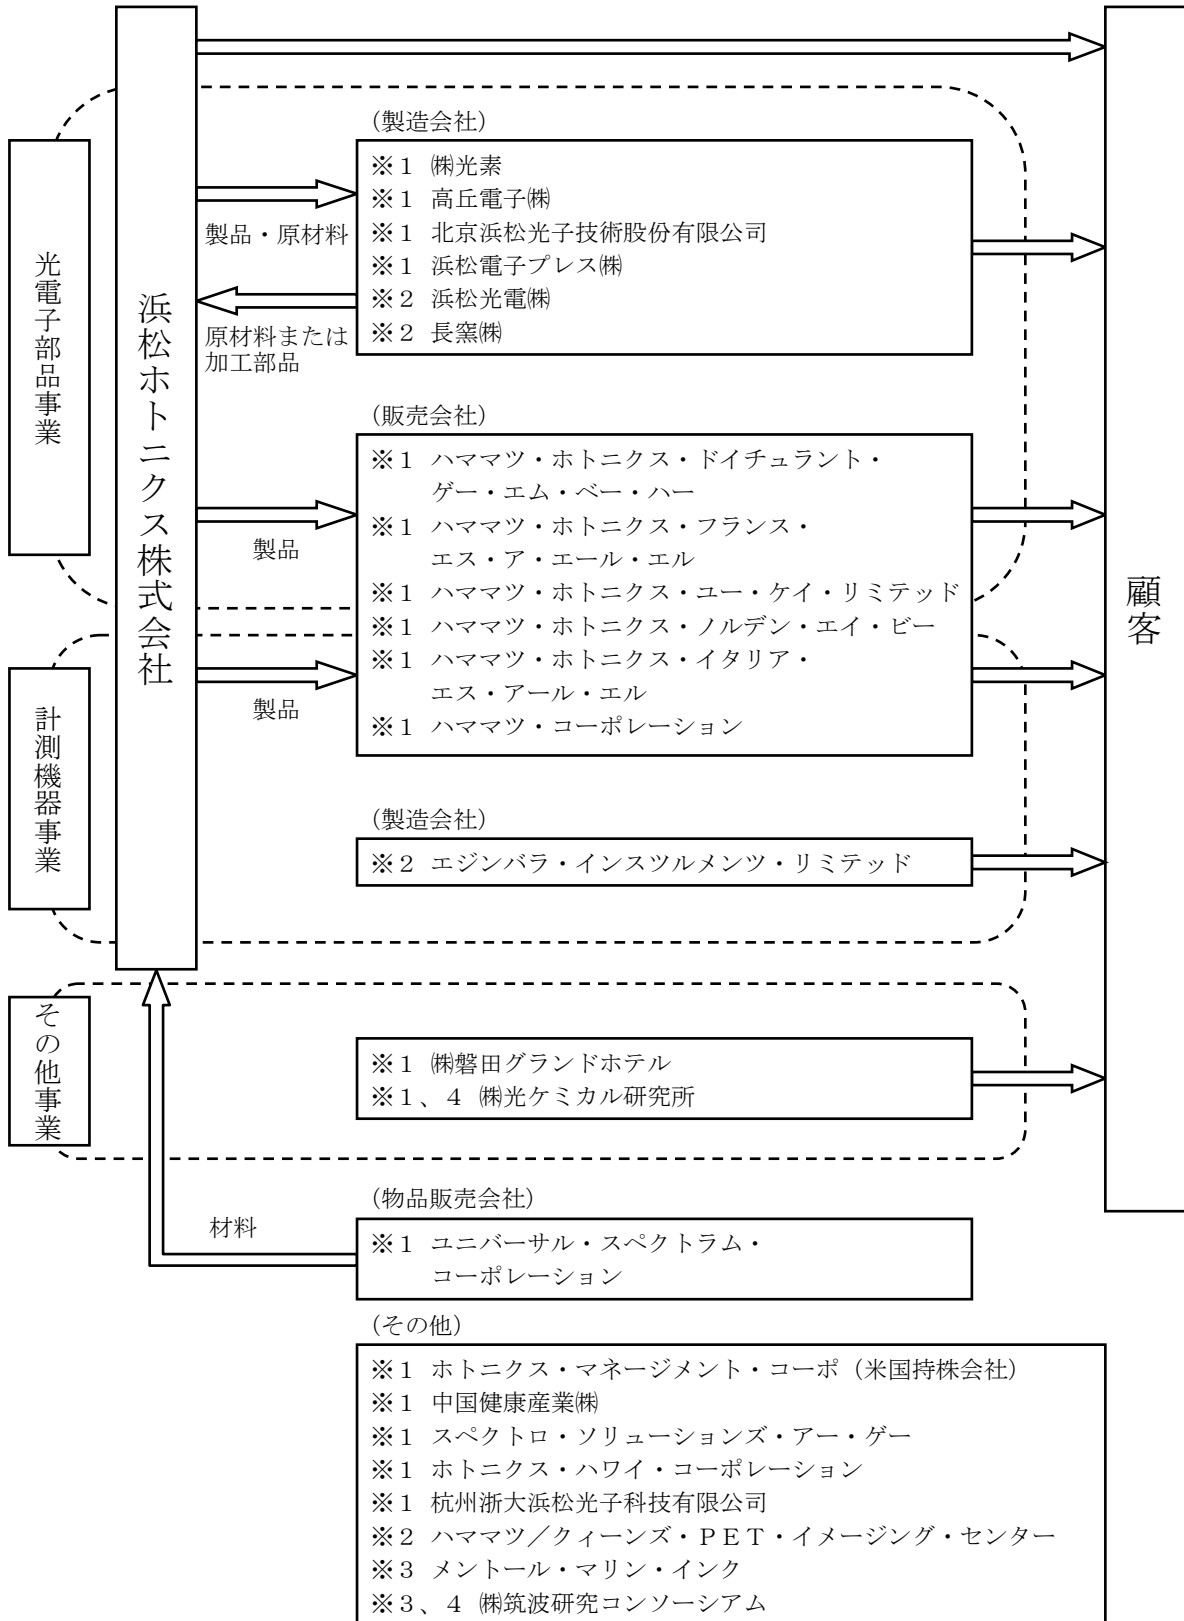 浜松ホトニクス株式会社
顧客
光電子部品事業
(製造会社)
※１ ㈱光素
※１ 高丘電子㈱
※１ 北京浜松光子技術股份有限公司
※１ 浜松電子プレス㈱
※２ 浜松光電㈱
※２ 長窯㈱
製品・原材料
原材料または
加工部品
(販売会社)
※１ ハママツ・ホトニクス・ドイチュラント・
ゲー・エム・ベー・ハー
※１ ハママツ・ホトニクス・フランス・
エス・ア・エール・エル
※１ ハママツ・ホトニクス・ユー・ケイ・リミテッド
※１ ハママツ・ホトニクス・ノルデン・エイ・ビー
※１ ハママツ・ホトニクス・イタリア・
エス・アール・エル
※１ ハママツ・コーポレーション
製品
製品
計測機器事業
(製造会社)
※２ エジンバラ・インスツルメンツ・リミテッド
その他事業
※１ ㈱磐田グランドホテル
※１、４ ㈱光ケミカル研究所
(物品販売会社)
材料
※１ ユニバーサル・スペクトラム・
コーポレーション
(その他)
※１ ホトニクス・マネージメント・コーポ（米国持株会社）
※１ 中国健康産業㈱
※１ スペクトロ・ソリューションズ・アー・ゲー
※１ ホトニクス・ハワイ・コーポレーション
※１ 杭州浙大浜松光子科技有限公司
※２ ハママツ／クィーンズ・ＰＥＴ・イメージング・センター
※３ メントール・マリン・インク
※３、４ ㈱筑波研究コンソーシアム